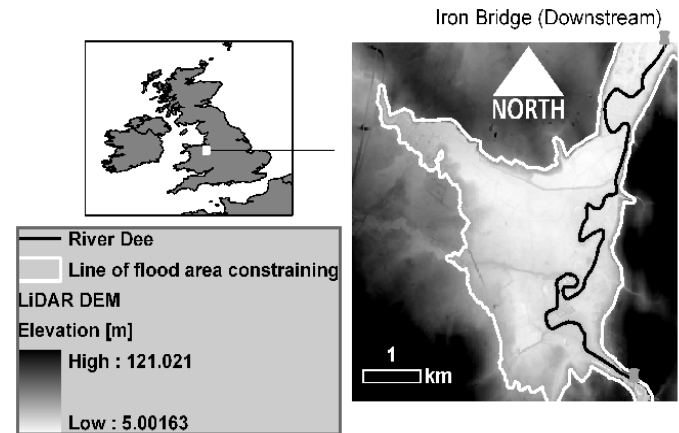 Iron Bridge (Downstream)
NORTH
River Dee
Line of flood area constraining
LiDAR DEM
Elevation [m]
High : 121.021
Low : 5.00163
1
km